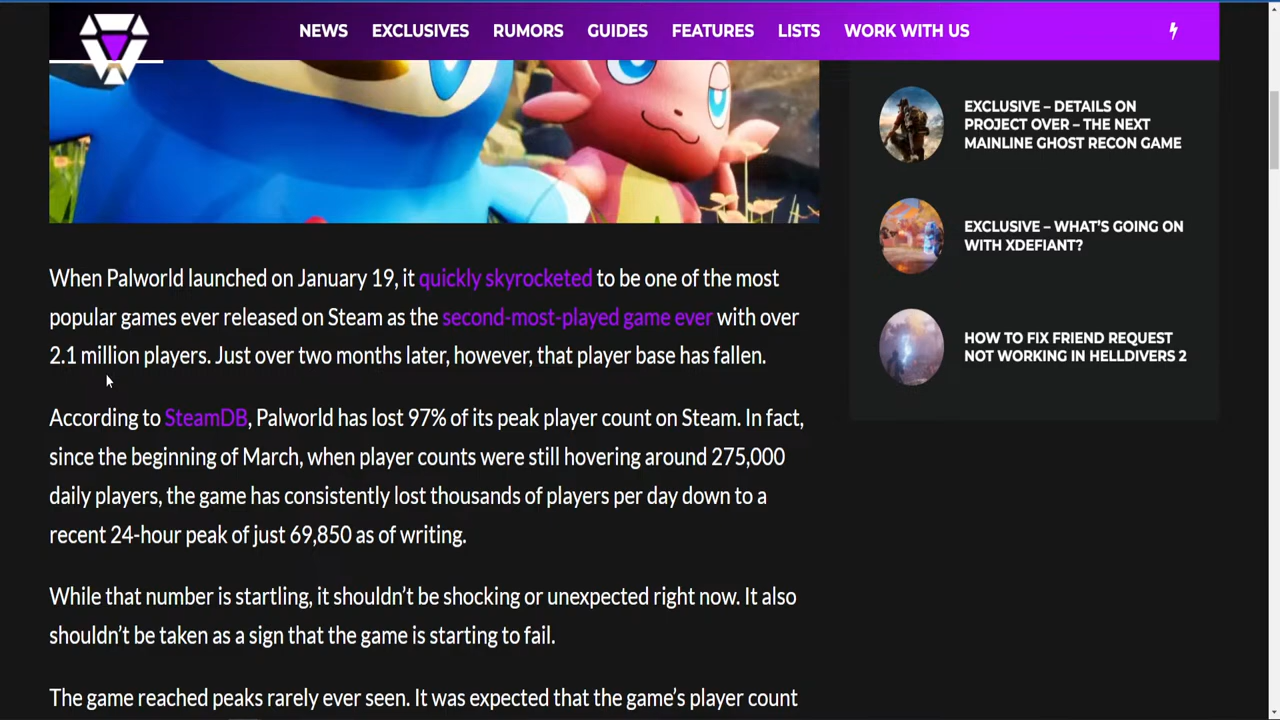 NEWS EXCLUSIVES RUMORS GUIDES FEATURES LISTS WORK WITH US
When Palworld launched on January 19, it quickly skyrocketed to be one of the most
popular games ever released on Steam as the second-most-played game ever with over
2.1 million players. Just over two months later, however, that player base has fallen.
According to SteamDB, Palworld has lost 97% of its peak player count on Steam. In fact,
since the beginning of March, when player counts were still hovering around 275,000
daily players, the game has consistently lost thousands of players per day down to a
recent 24-hour peak of just 69,850 as of writing.
While that number is startling, it shouldn’t be shocking or unexpected right now. It also
shouldn’t be taken as a sign that the game is starting to fail.
The game reached peaks rarely ever seen. It was expected that the game’s player count
EXCLUSIVE – DETAILS ON
PROJECT OVER – THE NEXT
MAINLINE GHOST RECON GAME
EXCLUSIVE – WHAT’S GOING ON
WITH XDEFIANT?
HOW TO FIX FRIEND REQUEST
NOT WORKING IN HELLDIVERS 2